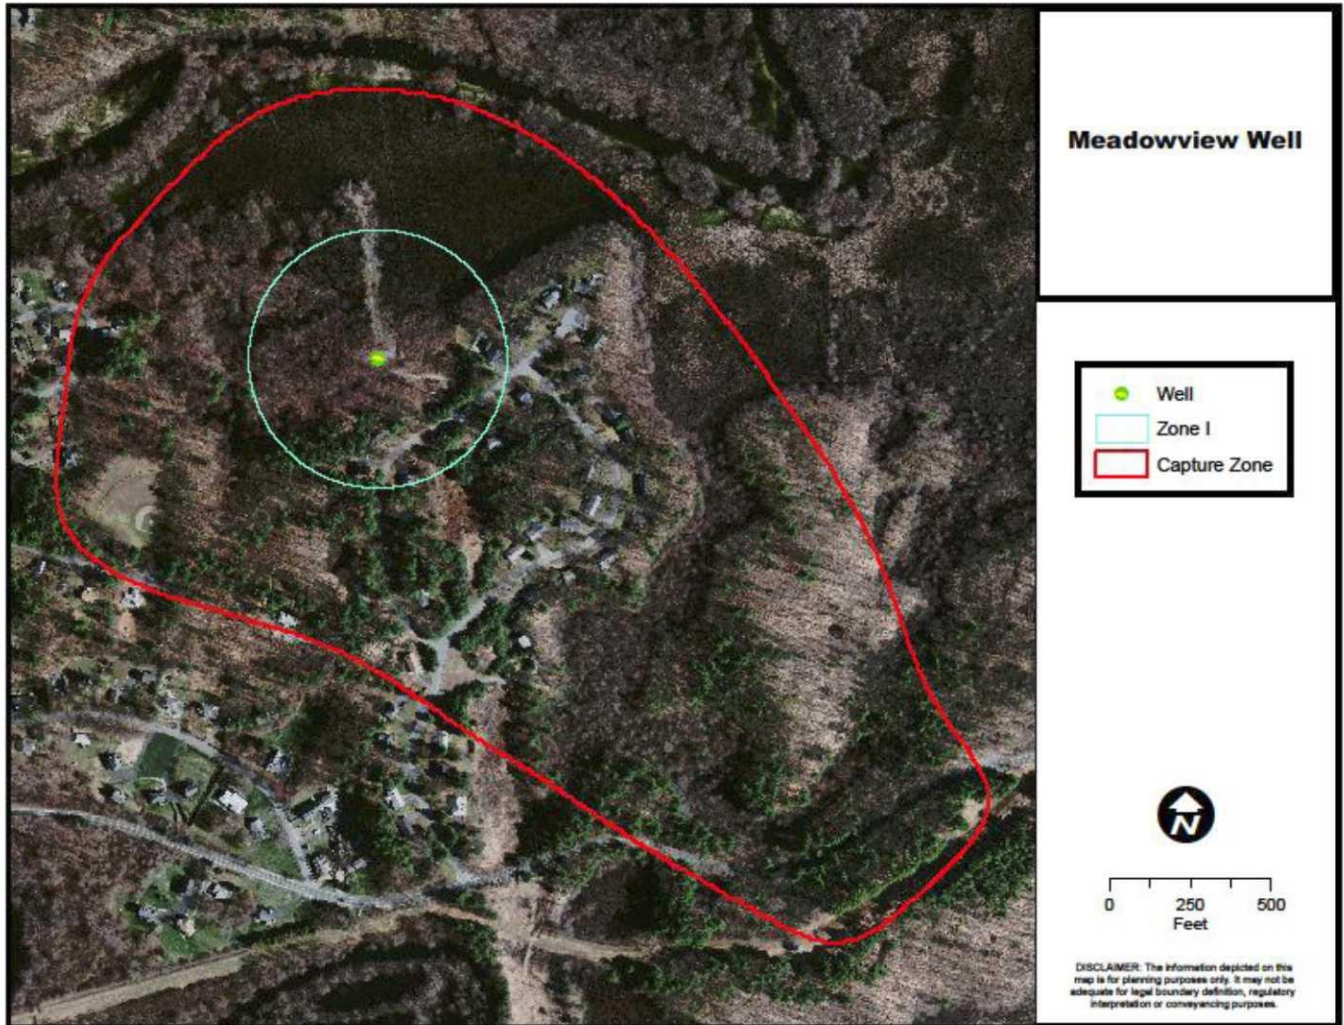 Meadowview Well
Well
Zone I
Capture Zone
N
0 250 500
Feet
DISCLAIMER: The information depicted on this
map is for planning purposes only. It may not be
adequate for legal boundary definition, regulatory
interpretation or conveyancing purposes.